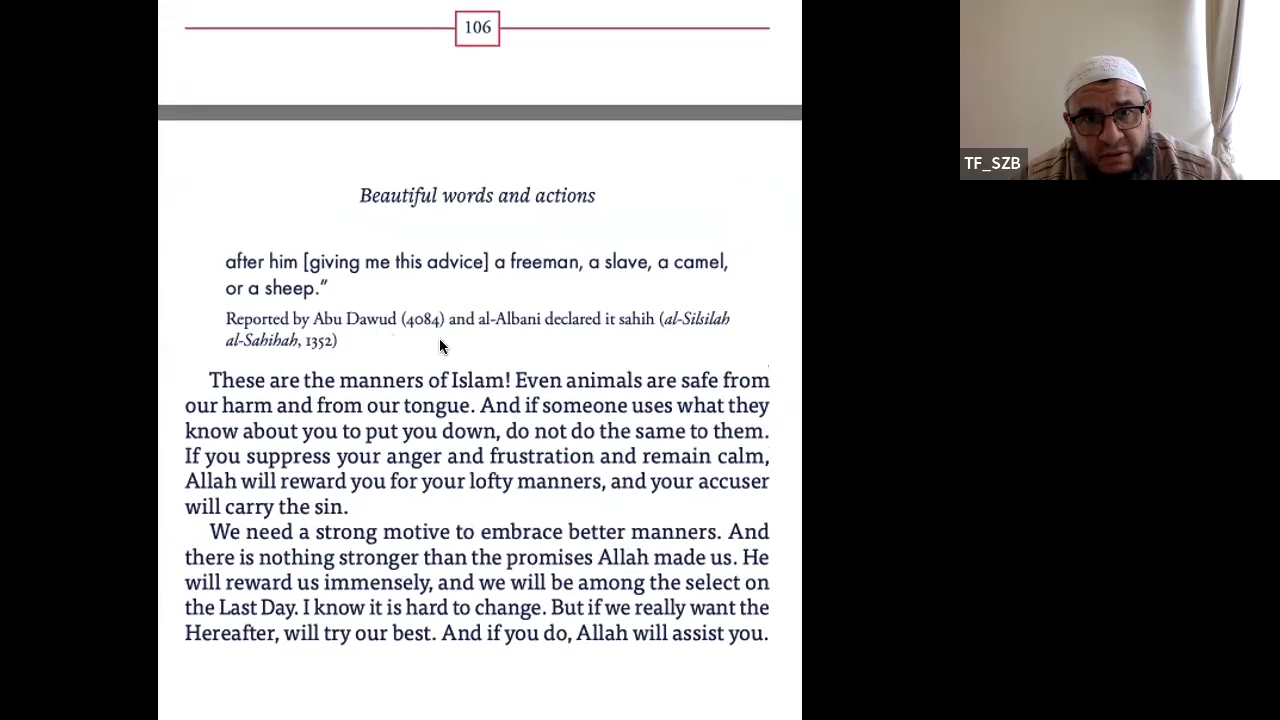 106
TF_SZB
Beautiful words and actions
after him [giving me this advice] a freeman, a slave, a camel,
or a sheep.”
Reported by Abu Dawud (4084) and al-Albani declared it sahih (al-Silsilah
al-Sahihah, 1352)
These are the manners of Islam! Even animals are safe from
our harm and from our tongue. And if someone uses what they
know about you to put you down, do not do the same to them.
If you suppress your anger and frustration and remain calm,
Allah will reward you for your lofty manners, and your accuser
will carry the sin.
We need a strong motive to embrace better manners. And
there is nothing stronger than the promises Allah made us. He
will reward us immensely, and we will be among the select on
the Last Day. I know it is hard to change. But if we really want the
Hereafter, will try our best. And if you do, Allah will assist you.